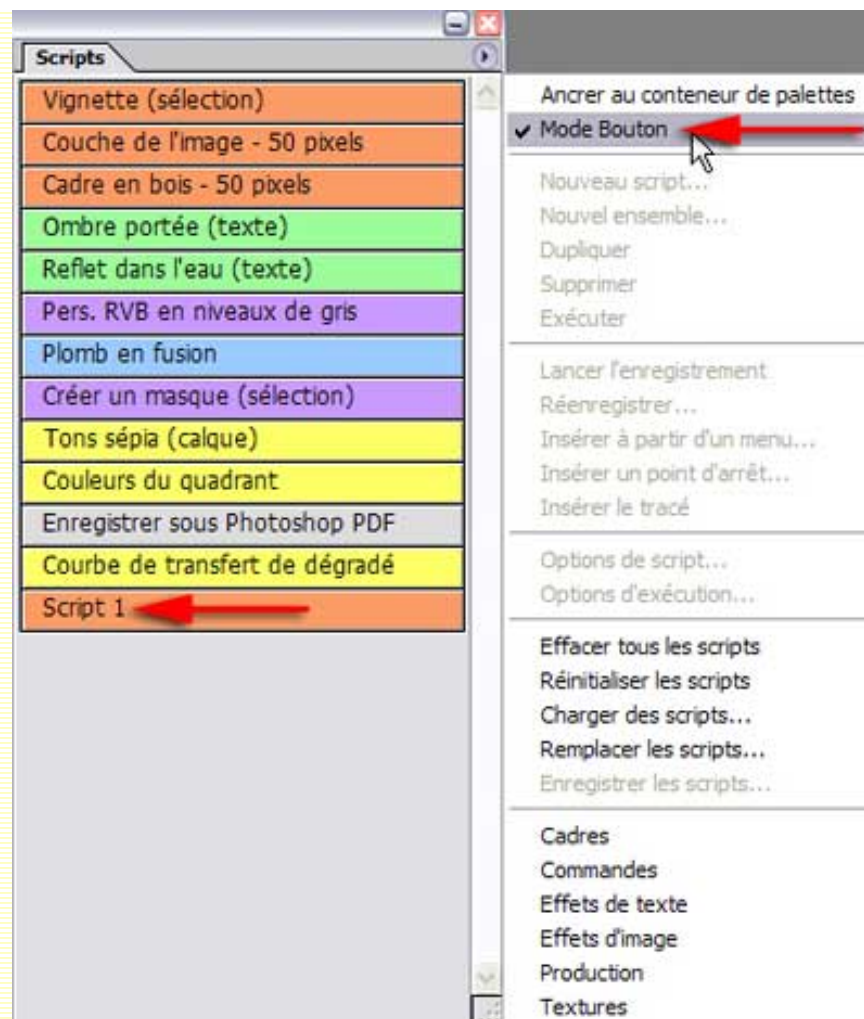 Scripts
Vignette (sélection)
Couche de l'image - 50 pixels
Cadre en bois - 50 pixels
Ombre portée (texte)
Reflet dans l'eau (texte)
Pers. RVB en niveaux de gris
Plomb en fusion
Créer un masque (sélection)
Tons sépia (calque)
Couleurs du quadrant
Enregistrer sous Photoshop PDF
Courbe de transfert de dégradé
Script 1
Ancrer au conteneur de palettes
Mode Bouton
Nouveau script...
Nouvel ensemble...
Dupliquer
Supprimer
Exécuter
Lancer l'enregistrement
Réenregistrer...
Insérer à partir d'un menu...
Insérer un point d'arrêt...
Insérer le tracé
Options de script...
Options d'exécution...
Effacer tous les scripts
Réinitialiser les scripts
Charger des scripts...
Remplacer les scripts...
Enregistrer les scripts...
Cadres
Commandes
Effets de texte
Effets d'image
Production
Textures